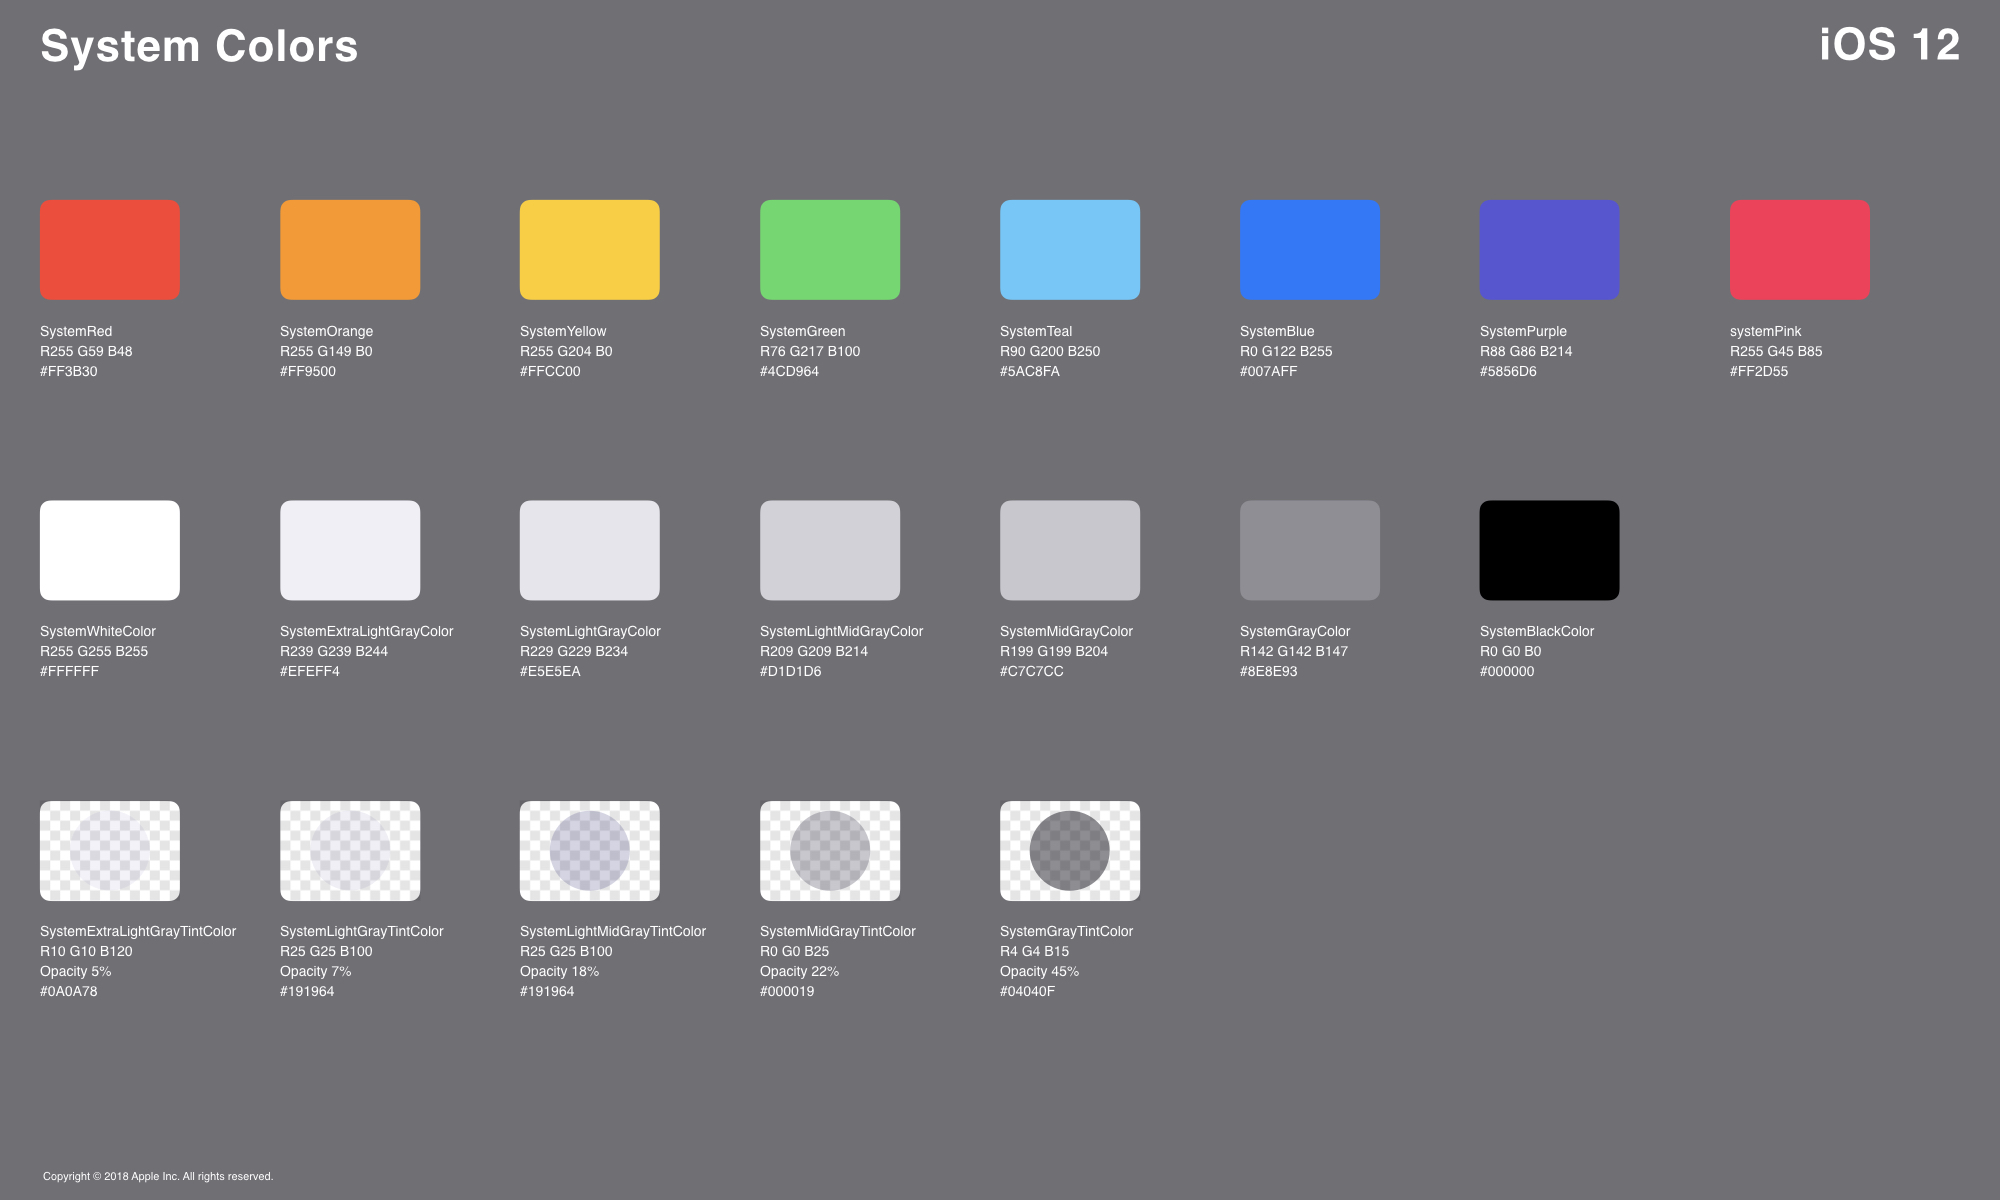 System Colors
iOS 12
SystemRed
R255 G59 B48
#FF3B30
SystemOrange
R255 G149 B0
#FF9500
SystemYellow
R255 G204 B0
#FFCC00
SystemGreen
R76 G217 B100
#4CD964
SystemTeal
R90 G200 B250
#5AC8FA
SystemBlue
R0 G122 B255
#007AFF
SystemPurple
R88 G86 B214
#5856D6
systemPink
R255 G45 B85
#FF2D55
SystemWhiteColor
R255 G255 B255
#FFFFFF
SystemExtraLightGrayColor
R239 G239 B244
#EFEFF4
SystemLightGrayColor
R229 G229 B234
#E5E5EA
SystemLightMidGrayColor
R209 G209 B214
#D1D1D6
SystemMidGrayColor
R199 G199 B204
#C7C7CC
SystemGrayColor
R142 G142 B147
#8E8E93
SystemBlackColor
R0 G0 B0
#000000
SystemExtraLightGrayTintColor
R10 G10 B120
Opacity 5%
#0A0A78
SystemLightGrayTintColor
R25 G25 B100
Opacity 7%
#191964
SystemLightMidGrayTintColor
R25 G25 B100
Opacity 18%
#191964
SystemMidGrayTintColor
R0 G0 B25
Opacity 22%
#000019
SystemGrayTintColor
R4 G4 B15
Opacity 45%
#04040F
Copyright © 2018 Apple Inc. All rights reserved.